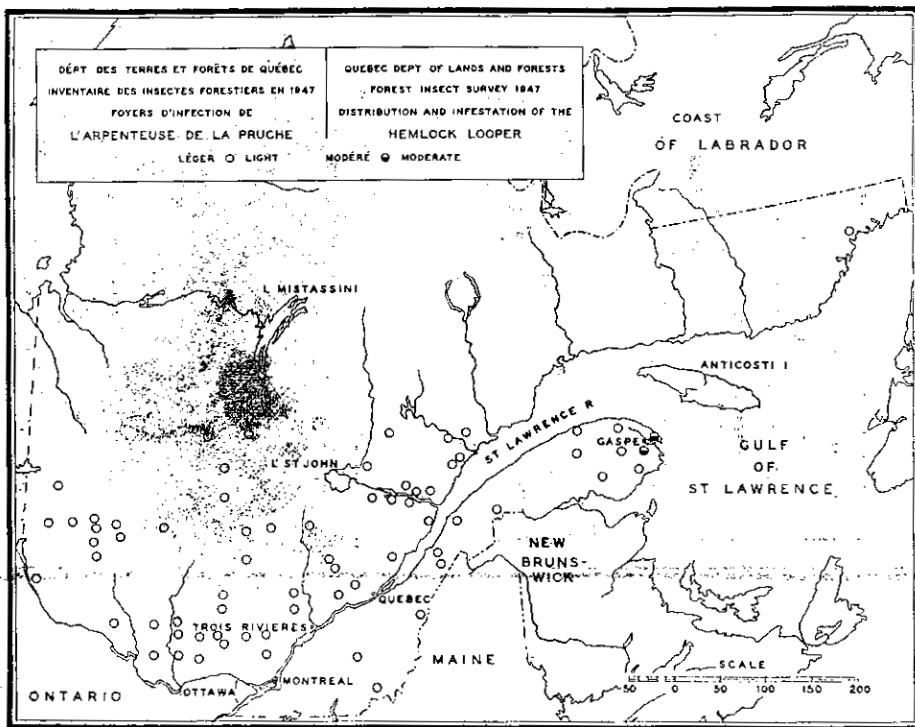 DÉPT DES TERRES ET FORÊTS DE QUÉBEC
INVENTAIRE DES INSECTES FORESTIERS EN 1947
FOYERS D'INFECTION DE
L'ARPENTEUSE DE LA PRUCHE
QUEBEC DEPT OF LANDS AND FORESTS
FOREST INSECT SURVEY 1947
DISTRIBUTION AND INFESTATION OF THE
HEMLOCK LOOPER
LÉGER O LIGHT MODÉRÉ MODERATE
COAST
OF LABRADOR
L MISTASSINI
ANTICOSTI I
ST LAWRENCE R
GASPE
L' ST JOHN
GULF
OF
ST LAWRENCE
NEW
BRUNS-
WICK
QUEBEC
TROIS RIVIERES
MAINE
SCALE
MONTREAL
OTTAWA
ONTARIO
50 0 50 100 150 200